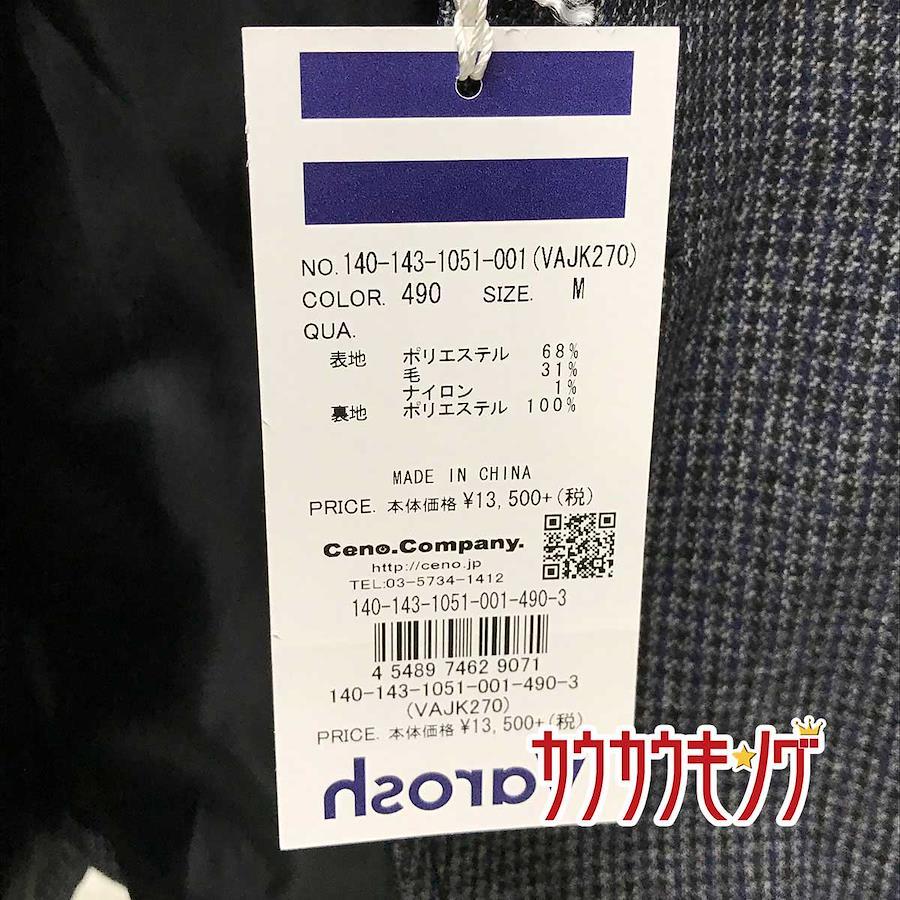 NO. 140-143-1051-001(VAJK270)
COLOR. 490 SIZE. M
QUA.
表地 ポリエステル 68%
毛 31%
ナイロン 1%
裏地 ポリエステル 100%
MADE IN CHINA
PRICE. 本体価格 ¥13,500+(税)
Ceno.Company.
http://ceno.jp
TEL:03-5734-1412
140-143-1051-001-490-3
4 54897 46290 71
140-143-1051-001-490-3
(VAJK270)
PRICE. 本体価格 ¥13,500+(税)
カウカウキング